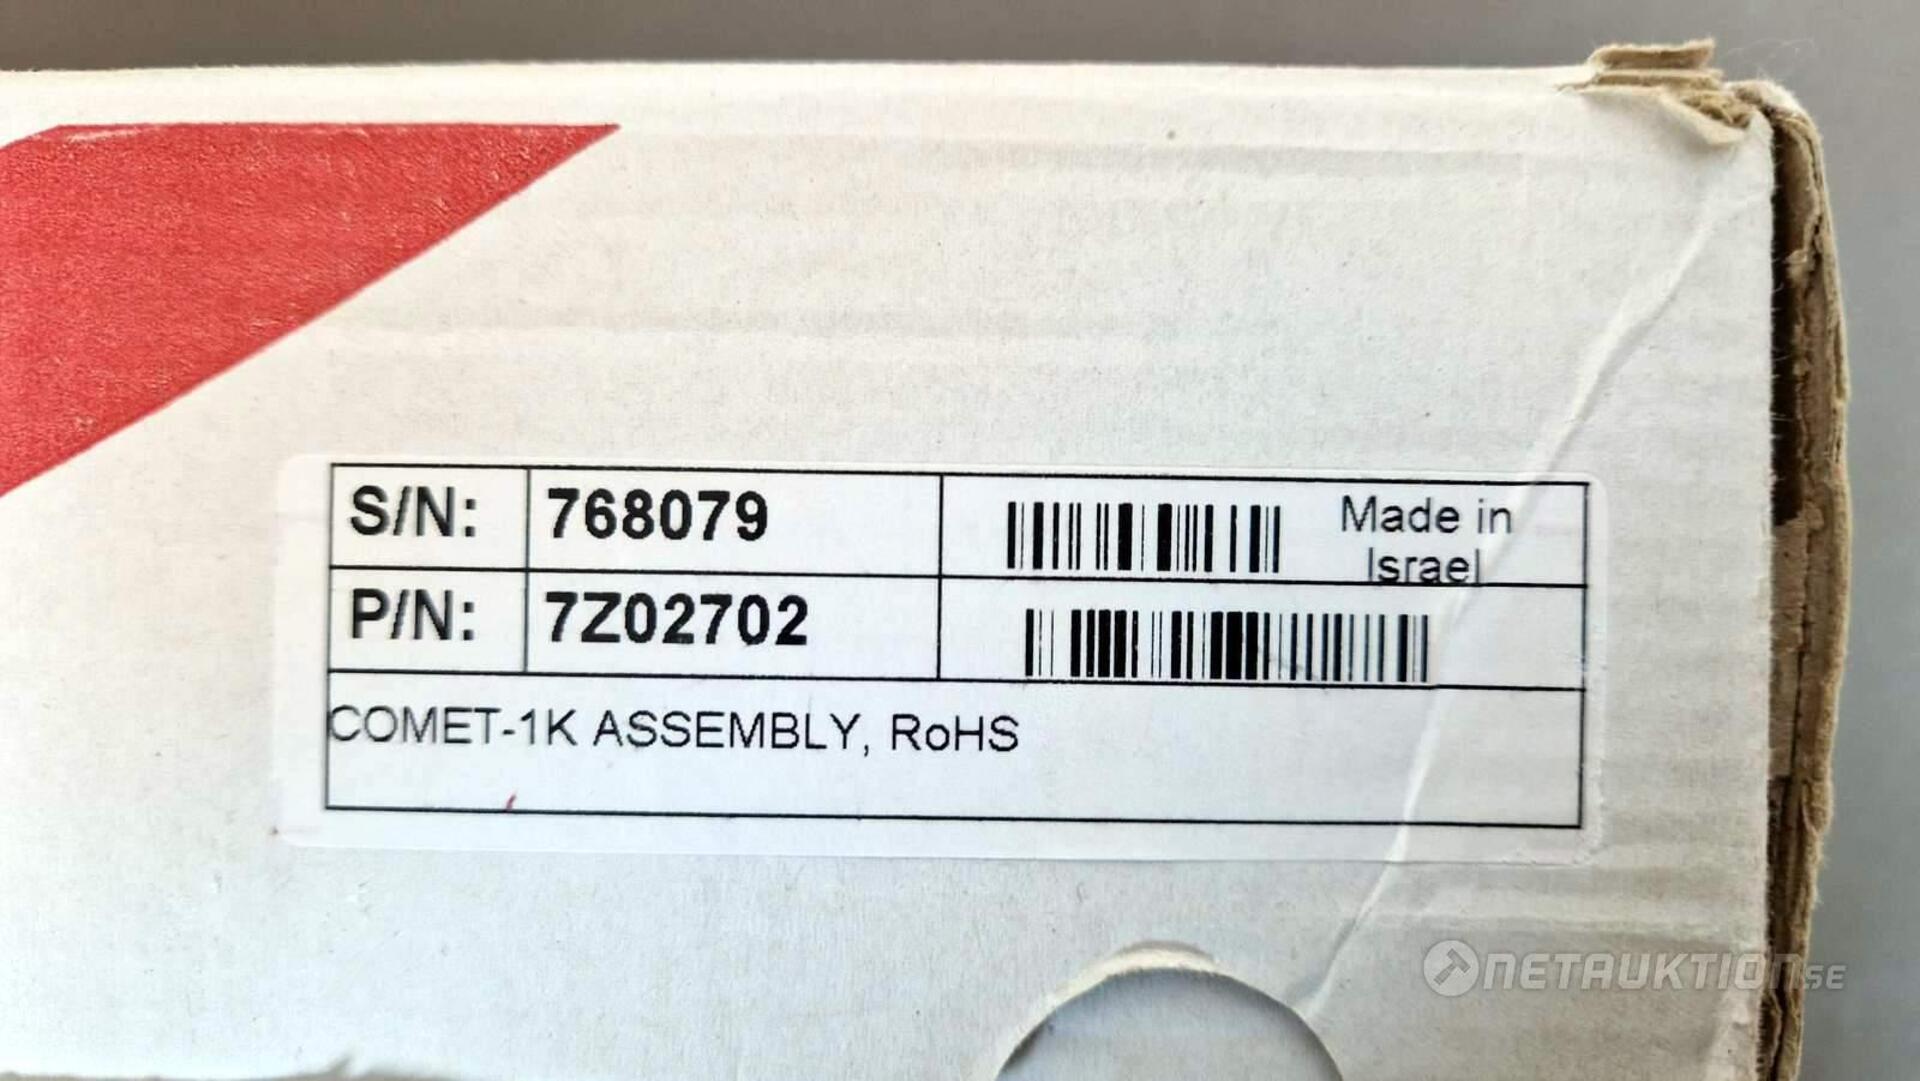 S/N: 768079 Made in
Israel
P/N: 7Z02702
COMET-1K ASSEMBLY, RoHS
NETAUKTION.SE